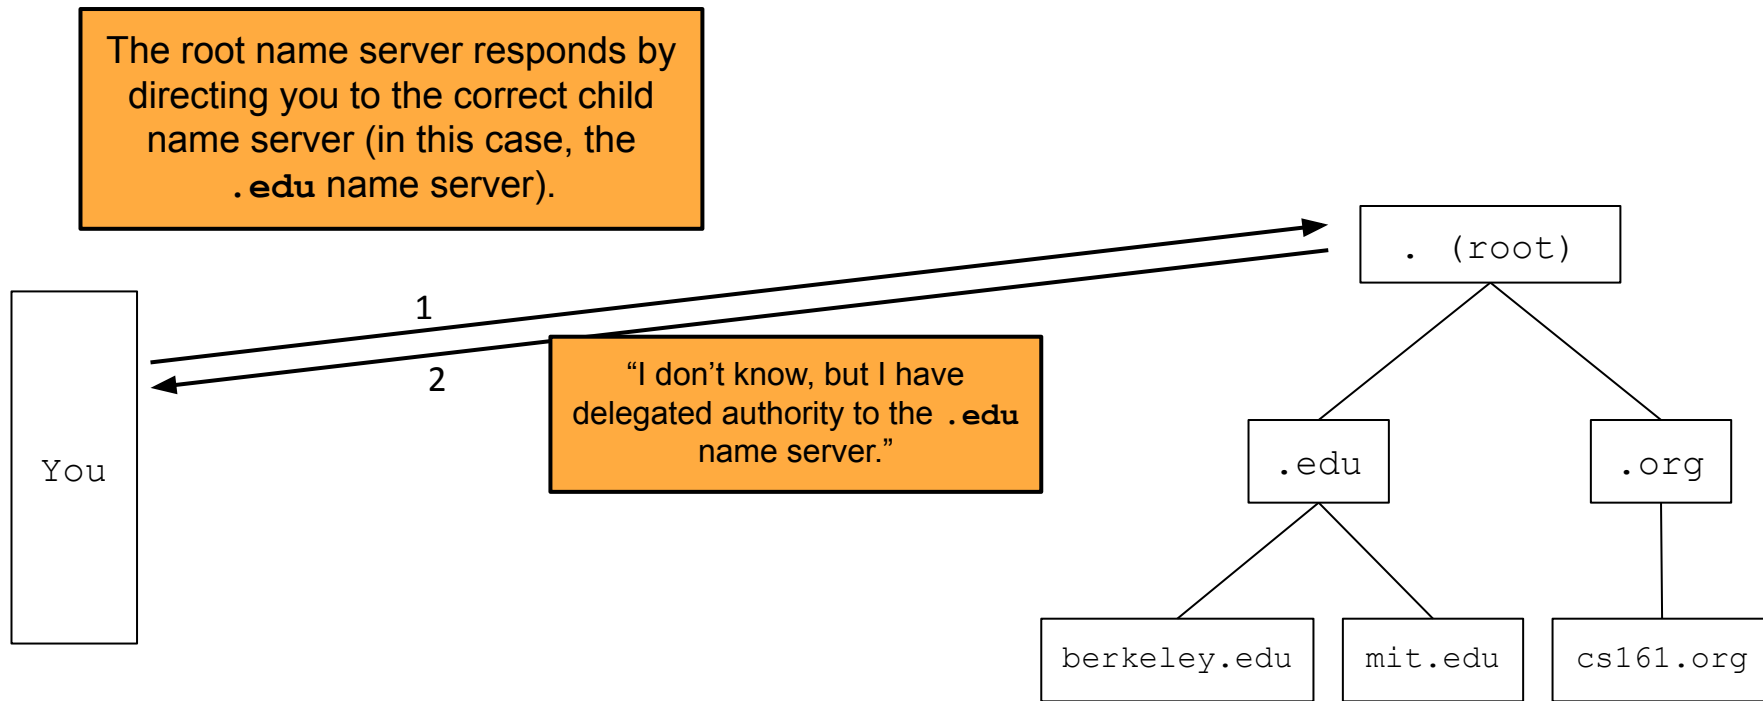 The root name server responds by
directing you to the correct child
name server (in this case, the
.edu name server).
. (root)
1
2
“I don’t know, but I have
delegated authority to the .edu
name server.”
You
.edu
.org
berkeley.edu
mit.edu
cs161.org